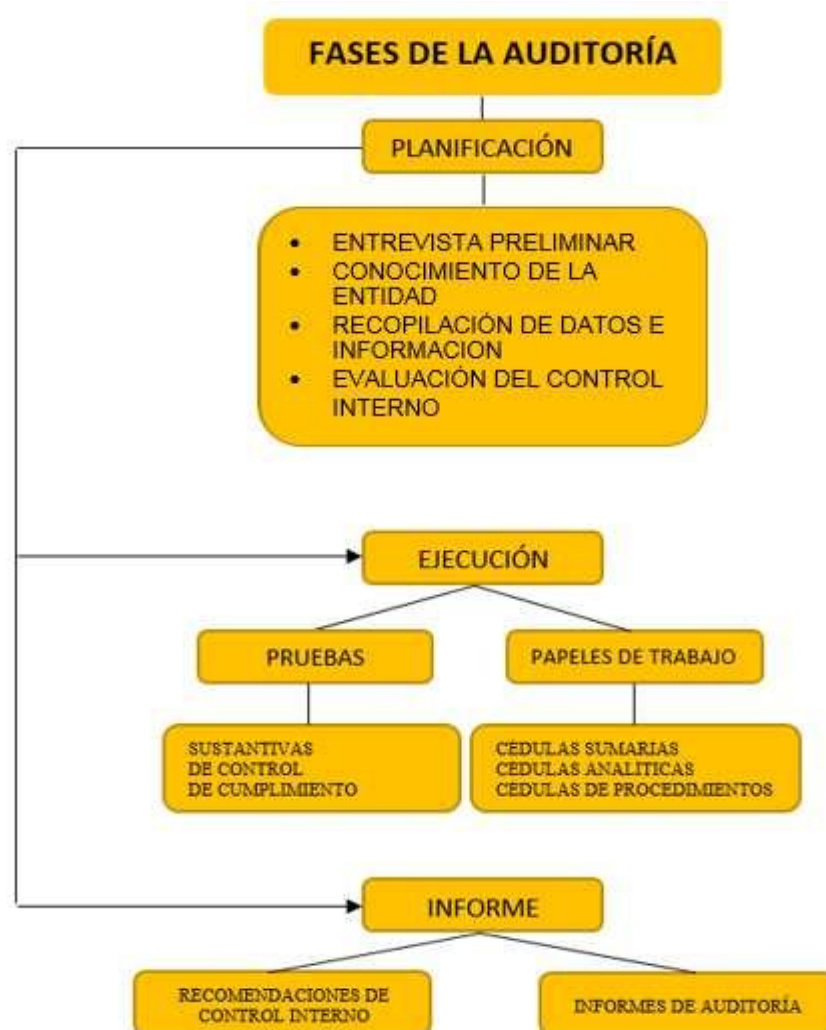 FASES DE LA AUDITORÍA
PLANIFICACIÓN
• ENTREVISTA PRELIMINAR
• CONOCIMIENTO DE LA
ENTIDAD
• RECOPILACIÓN DE DATOS E
INFORMACION
• EVALUACIÓN DEL CONTROL
INTERNO
EJECUCIÓN
PRUEBAS
PAPELES DE TRABAJO
SUSTANTIVAS
DE CONTROL
DE CUMPLIMIENTO
CÉDULAS SUMARIAS
CEDULAS ANALITICAS
CÉDULAS DE PROCEDIMIENTOS
INFORME
RECOMENDACIONES DE
CONTROL INTERNO
INFORMES DE AUDITORÍA